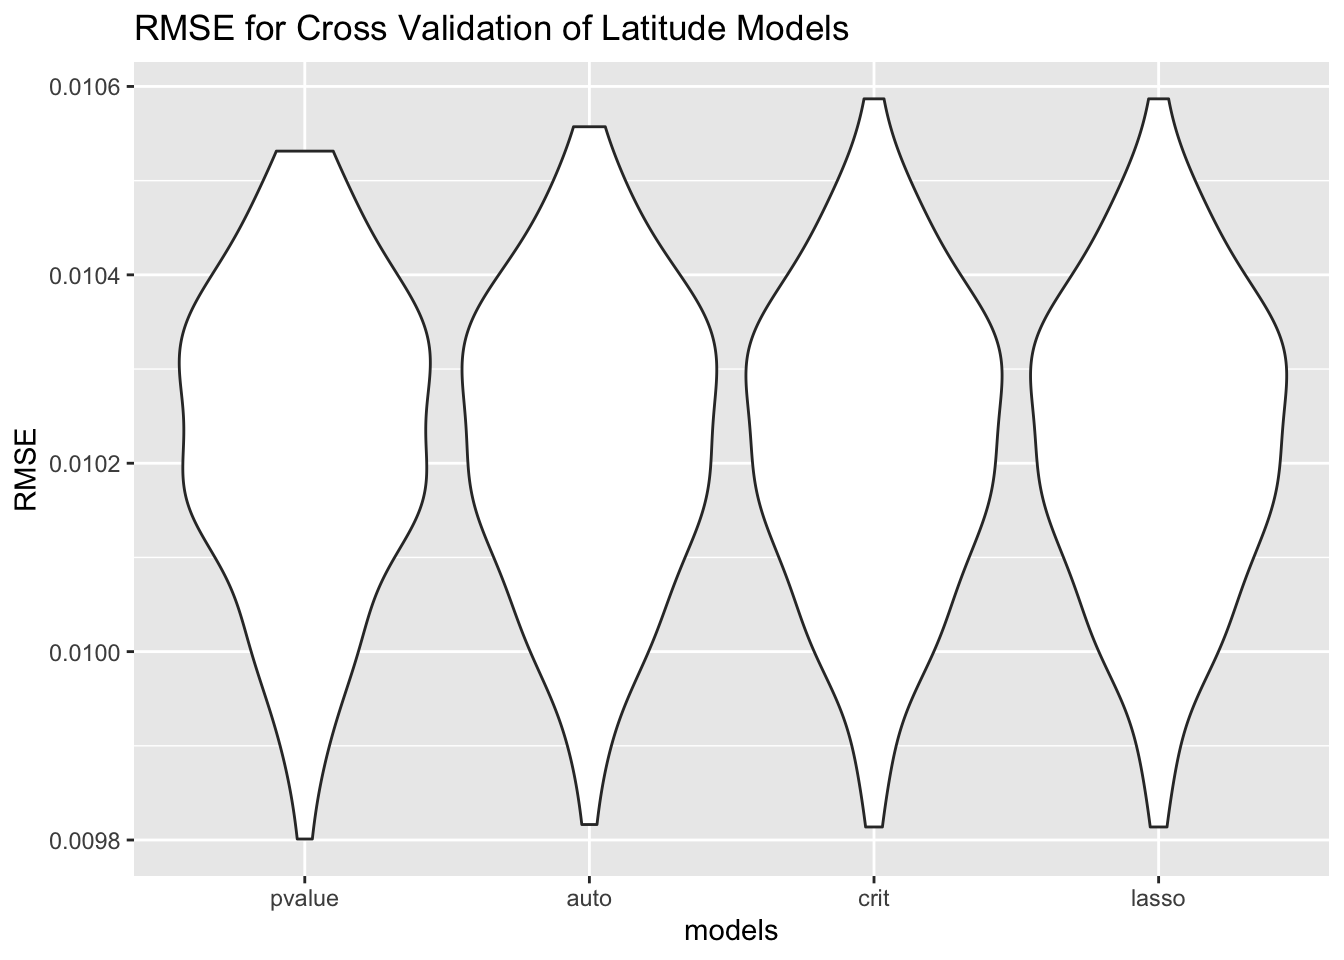 RMSE for Cross Validation of Latitude Models
RMSE
0.0106
0.0104
0.0102
0.0100
0.0098
pvalue auto crit lasso
models